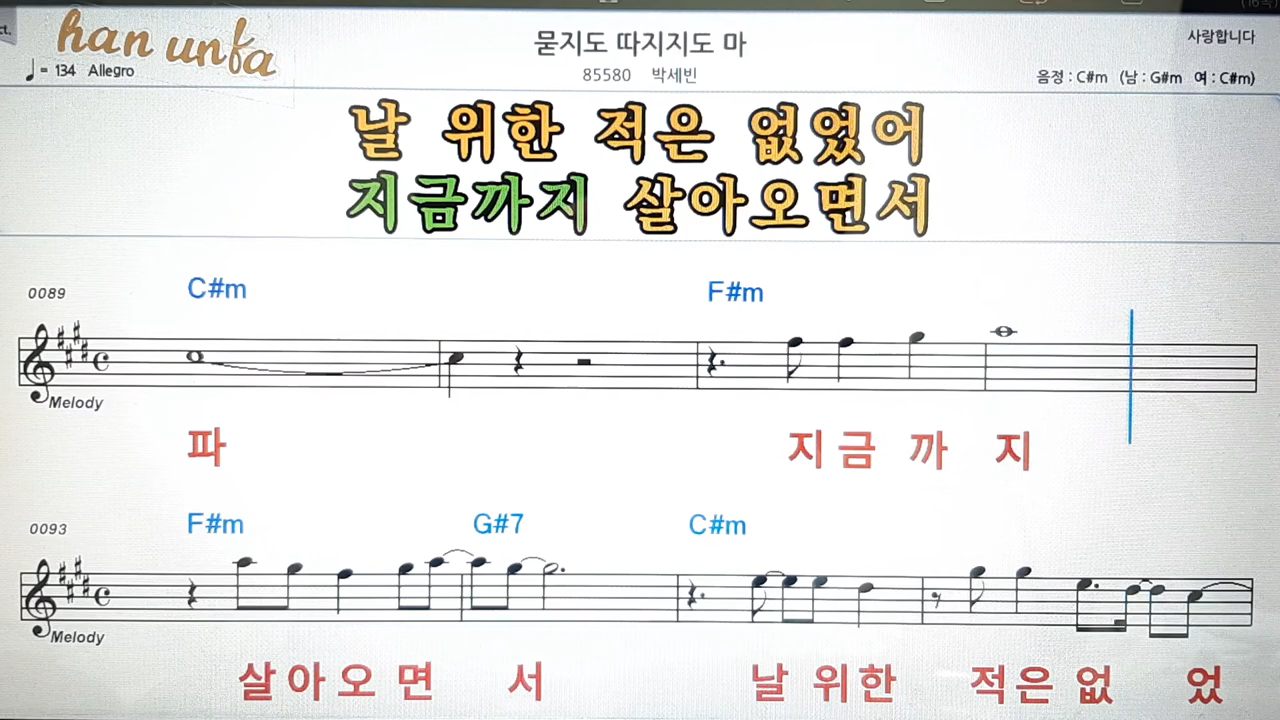 han unfa
묻지도 따지지도 마
사랑합니다
♩ = 134 Allegro
85580 박세빈
음정 : C#m (남 : G#m 여 : C#m)
날 위한 적은 없었어
지금까지 살아오면서
0089 C#m F#m
Melody
파 지금 까 지
0093 F#m G#7 C#m
Melody
살아오 면 서 날 위한 적은 없 었